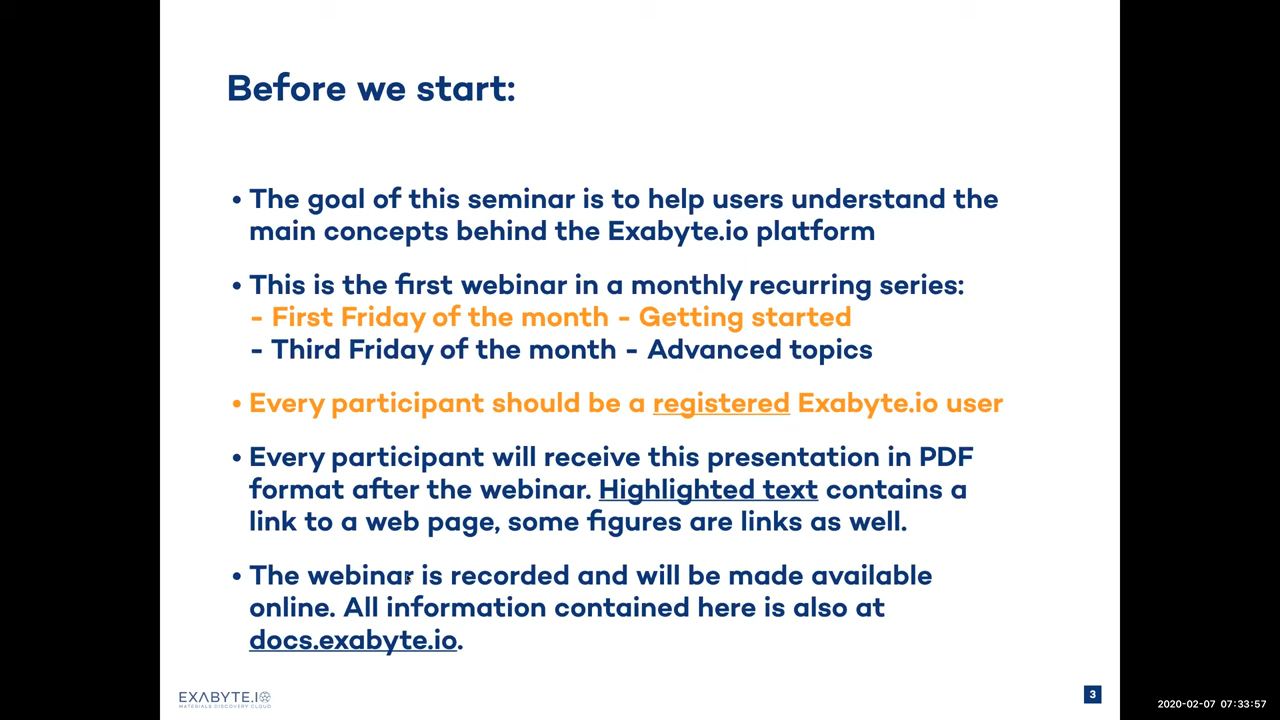 Before we start:
• The goal of this seminar is to help users understand the
main concepts behind the Exabyte.io platform
• This is the first webinar in a monthly recurring series:
- First Friday of the month - Getting started
- Third Friday of the month - Advanced topics
• Every participant should be a registered Exabyte.io user
• Every participant will receive this presentation in PDF
format after the webinar. Highlighted text contains a
link to a web page, some figures are links as well.
• The webinar is recorded and will be made available
online. All information contained here is also at
docs.exabyte.io.
EXABYTE.IO
MATERIALS DISCOVERY CLOUD
3
2020-02-07 07:33:57